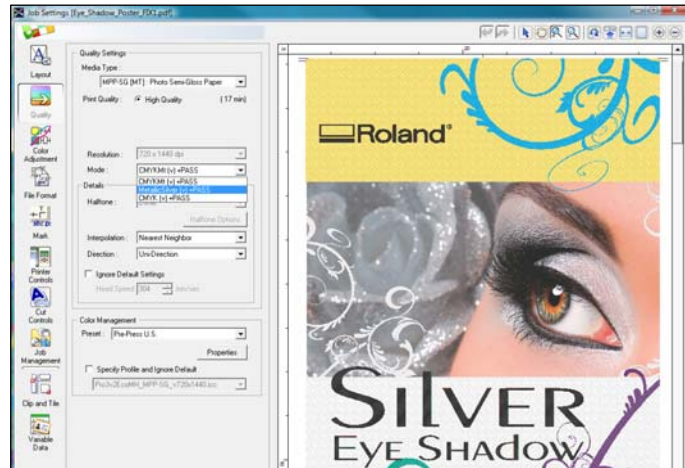 Job Settings [Eye_Shadow_Poster_FIX1.pdf]
Layout
Quality
Color
Adjustment
File Format
Mark
Printer
Controls
Cut
Controls
Job
Management
Clip and Tile
Variable
Data
Quality Settings
Media Type :
MPP-SG [MT] : Photo Semi-Gloss Paper
Print Quality : High Quality (17 min)
Resolution : 720 x 1440 dpi
Mode : CMYKMt (v) +PASS
CMYKMt (v) +PASS
MetallicSilver (v) +PASS
CMYK (v) +PASS
Details
Halftone :
Halftone Options
Interpolation : Nearest Neighbor
Direction : Uni-Direction
Ignore Default Settings
Head Speed 304 mm/sec
Color Management
Preset : Pre-Press U.S.
Properties
Specify Profile and Ignore Default
Roland®
SILVER
EYE SHADOW